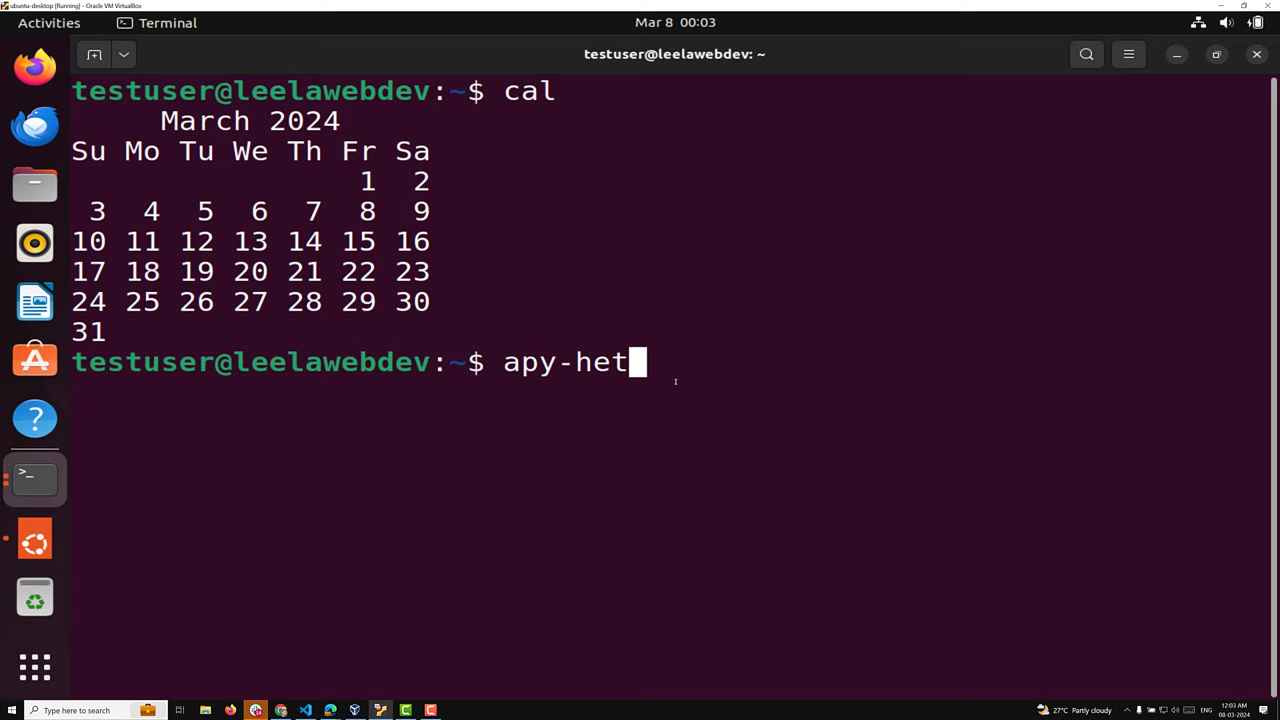 ubuntu-desktop [Running] - Oracle VM VirtualBox
Activities
Terminal
Mar 8 00:03
testuser@leelawebdev: ~
testuser@leelawebdev:~$ cal
March 2024
Su Mo Tu We Th Fr Sa
1 2
3 4 5 6 7 8 9
10 11 12 13 14 15 16
17 18 19 20 21 22 23
24 25 26 27 28 29 30
31
testuser@leelawebdev:~$ apy-het
Type here to search
27°C Partly cloudy
ENG
12:03 AM
08-03-2024